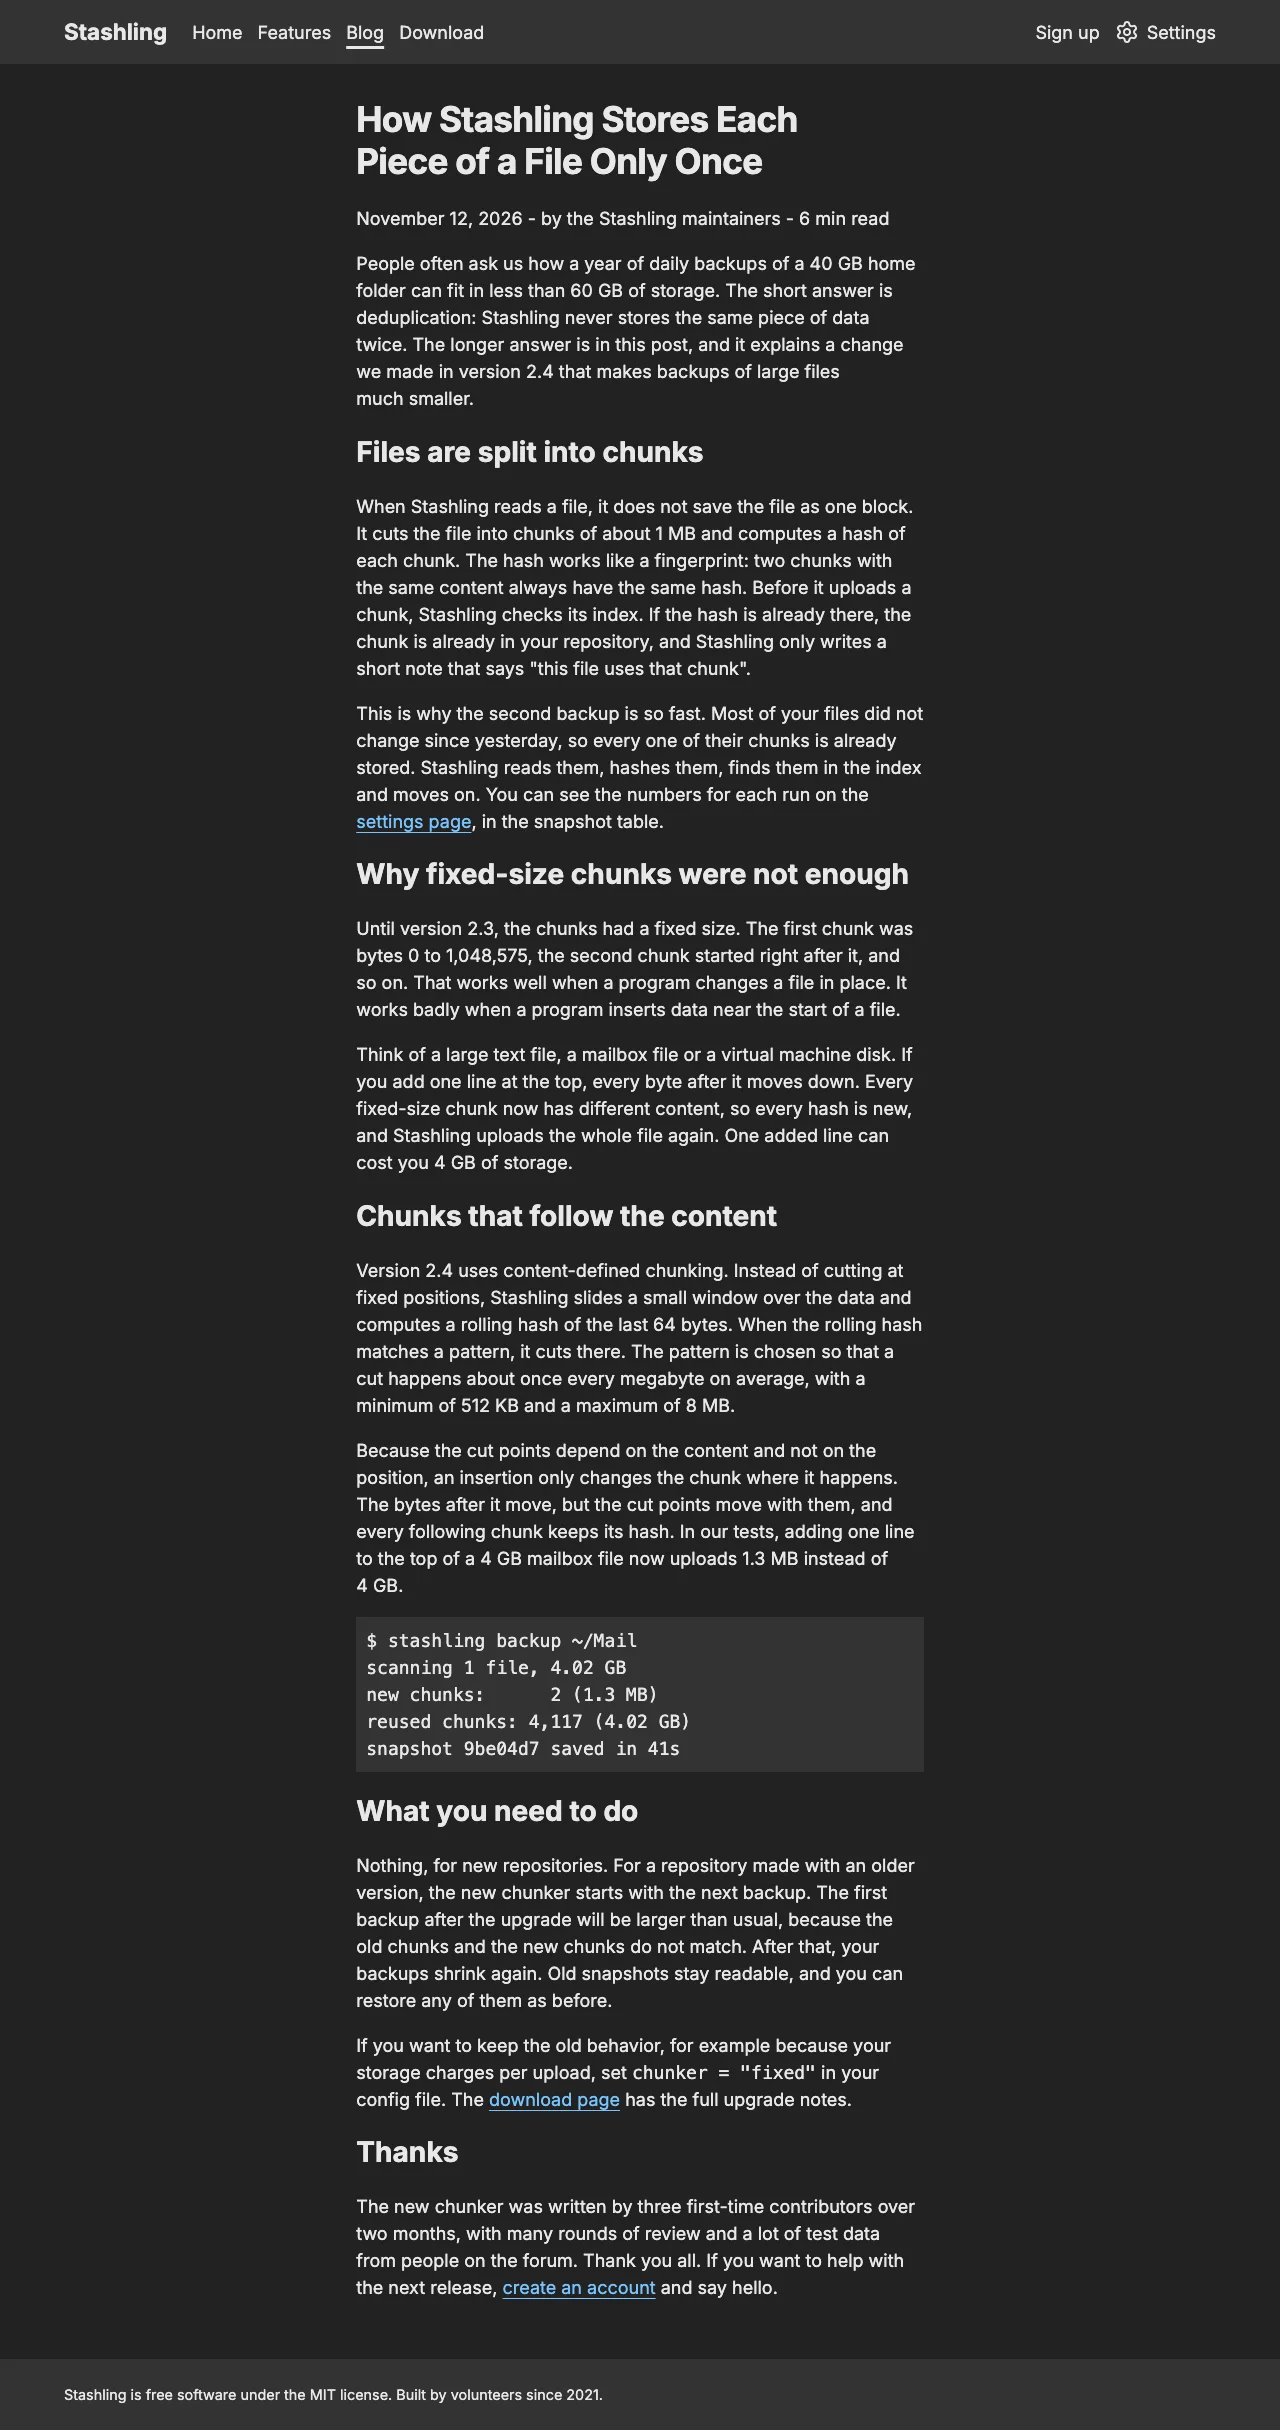 Stashling Home Features Blog Download Sign up Settings
How Stashling Stores Each
Piece of a File Only Once
November 12, 2026 - by the Stashling maintainers - 6 min read
People often ask us how a year of daily backups of a 40 GB home
folder can fit in less than 60 GB of storage. The short answer is
deduplication: Stashling never stores the same piece of data
twice. The longer answer is in this post, and it explains a change
we made in version 2.4 that makes backups of large files
much smaller.
Files are split into chunks
When Stashling reads a file, it does not save the file as one block.
It cuts the file into chunks of about 1 MB and computes a hash of
each chunk. The hash works like a fingerprint: two chunks with
the same content always have the same hash. Before it uploads a
chunk, Stashling checks its index. If the hash is already there, the
chunk is already in your repository, and Stashling only writes a
short note that says "this file uses that chunk".
This is why the second backup is so fast. Most of your files did not
change since yesterday, so every one of their chunks is already
stored. Stashling reads them, hashes them, finds them in the index
and moves on. You can see the numbers for each run on the
settings page, in the snapshot table.
Why fixed-size chunks were not enough
Until version 2.3, the chunks had a fixed size. The first chunk was
bytes 0 to 1,048,575, the second chunk started right after it, and
so on. That works well when a program changes a file in place. It
works badly when a program inserts data near the start of a file.
Think of a large text file, a mailbox file or a virtual machine disk. If
you add one line at the top, every byte after it moves down. Every
fixed-size chunk now has different content, so every hash is new,
and Stashling uploads the whole file again. One added line can
cost you 4 GB of storage.
Chunks that follow the content
Version 2.4 uses content-defined chunking. Instead of cutting at
fixed positions, Stashling slides a small window over the data and
computes a rolling hash of the last 64 bytes. When the rolling hash
matches a pattern, it cuts there. The pattern is chosen so that a
cut happens about once every megabyte on average, with a
minimum of 512 KB and a maximum of 8 MB.
Because the cut points depend on the content and not on the
position, an insertion only changes the chunk where it happens.
The bytes after it move, but the cut points move with them, and
every following chunk keeps its hash. In our tests, adding one line
to the top of a 4 GB mailbox file now uploads 1.3 MB instead of
4 GB.
$ stashling backup ~/Mail
scanning 1 file, 4.02 GB
new chunks:      2 (1.3 MB)
reused chunks: 4,117 (4.02 GB)
snapshot 9be04d7 saved in 41s
What you need to do
Nothing, for new repositories. For a repository made with an older
version, the new chunker starts with the next backup. The first
backup after the upgrade will be larger than usual, because the
old chunks and the new chunks do not match. After that, your
backups shrink again. Old snapshots stay readable, and you can
restore any of them as before.
If you want to keep the old behavior, for example because your
storage charges per upload, set chunker = "fixed" in your
config file. The download page has the full upgrade notes.
Thanks
The new chunker was written by three first-time contributors over
two months, with many rounds of review and a lot of test data
from people on the forum. Thank you all. If you want to help with
the next release, create an account and say hello.
Stashling is free software under the MIT license. Built by volunteers since 2021.